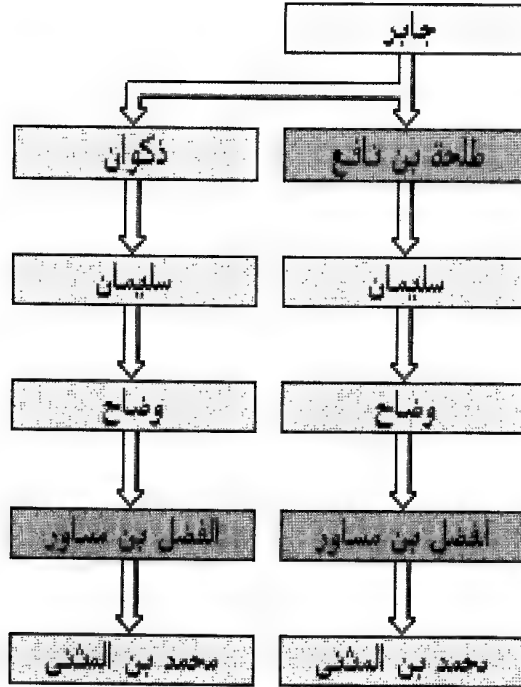 جابر
طلحة بن نافع
ذكوان
سليمان
سليمان
وضاح
وضاح
الفضل بن مساور
الفضل بن مساور
محمد بن المثنى
محمد بن المثنى